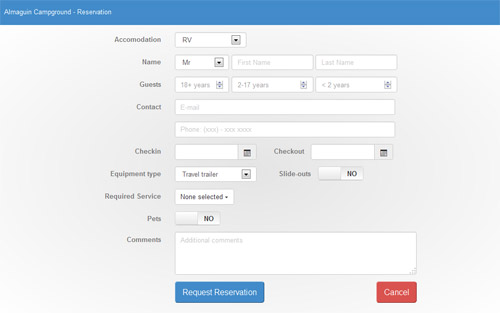 Almaguin Campground - Reservation
Accomodation RV
Name Mr First Name Last Name
Guests 18+ years 2-17 years < 2 years
Contact E-mail
Phone: (xxx) - xxx xxxx
Checkin Checkout
Equipment type Travel trailer Slide-outs NO
Required Service None selected
Pets NO
Comments Additional comments
Request Reservation Cancel